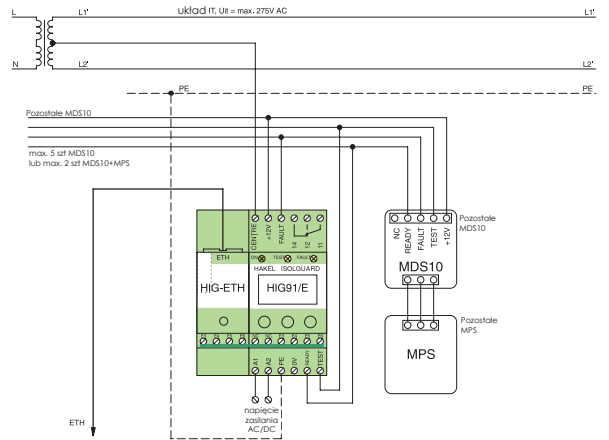 układ IT, Uit = max. 275V AC
L L1' L1'
N L2' L2'
PE PE
Pozostałe MDS10
max. 5 szt MDS10
lub max. 2 szt MDS10+MPS
CENTRE +12V FAULT 14 12 11
ETH ON TEST FAULT
HAKEL ISOLGUARD
HIG-ETH HIG91/E
A1 A2 PE 0V READY TEST
napięcie
zasilania
AC/DC
ETH
Pozostałe
MDS10
NC READY FAULT TEST +12V
MDS10
Pozostałe
MPS
MPS